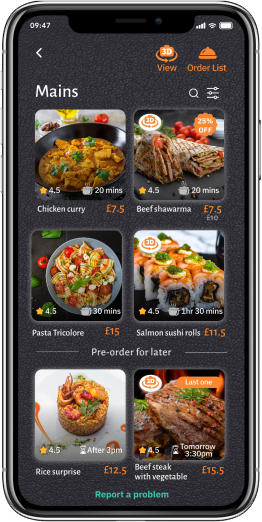 09:47
3D
View
Order List
Mains
4.5
20 mins
3D
25%
OFF
4.5
20 mins
Chicken curry
£7.5
Beef shawarma
£7.5
£10
4.5
30 mins
3D
4.5
1hr 30 mins
Pasta Tricolore
£15
Salmon sushi rolls
£11.5
Pre-order for later
4.5
After 3pm
3D
Last one
4.5
Tomorrow
3:30pm
Rice surprise
£12.5
Beef steak
with vegetable
£15.5
Report a problem